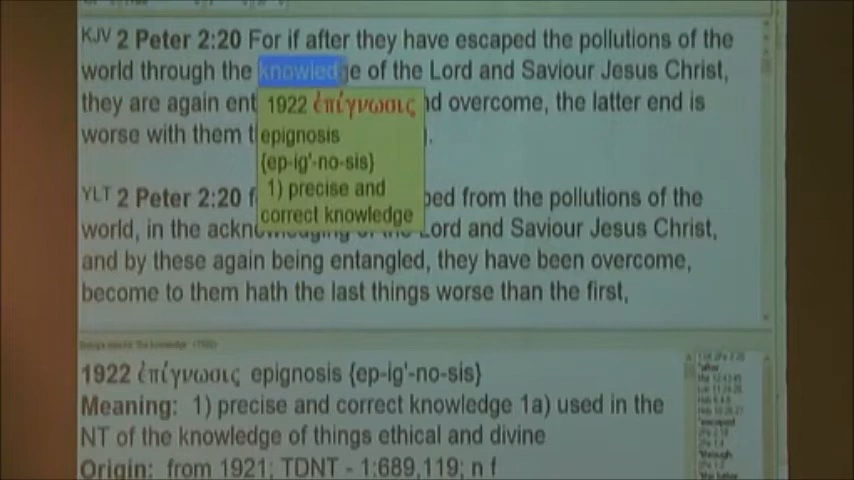 KJV 2 Peter 2:20 For if after they have escaped the pollutions of the
world through the knowledge of the Lord and Saviour Jesus Christ,
they are again ent nd overcome, the latter end is
worse with them t
1922 ἐπίγνωσις
epignosis
{ep-ig'-no-sis}
1) precise and
correct knowledge
YLT 2 Peter 2:20 f ped from the pollutions of the
world, in the acknowledging of the Lord and Saviour Jesus Christ,
and by these again being entangled, they have been overcome,
become to them hath the last things worse than the first,
1922 ἐπίγνωσις epignosis {ep-ig'-no-sis}
Meaning: 1) precise and correct knowledge 1a) used in the
NT of the knowledge of things ethical and divine
Origin: from 1921; TDNT - 1:689,119; n f
*after
*escaped
*through